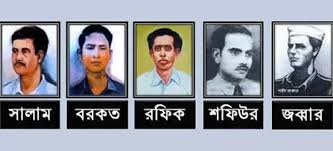 সালাম
বরকত
রফিক
শফিউর
জব্বার